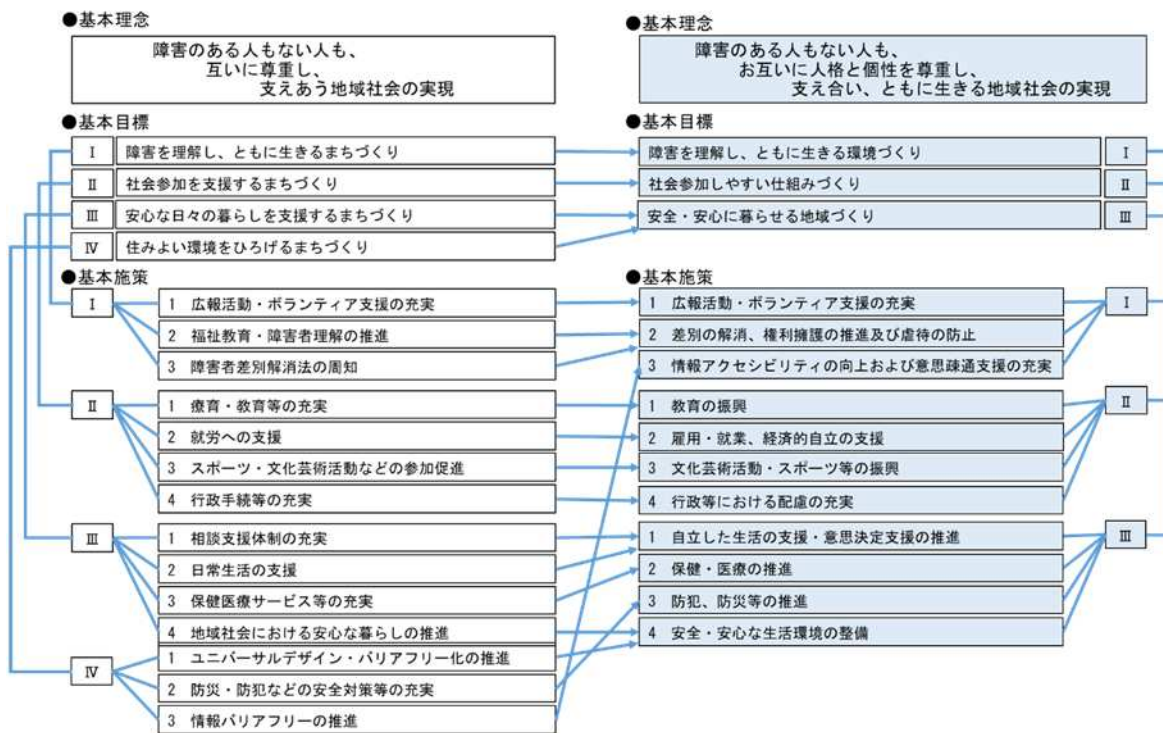 ●基本理念
障害のある人もない人も、
互いに尊重し、
支えあう地域社会の実現
●基本目標
Ⅰ 障害を理解し、ともに生きるまちづくり
Ⅱ 社会参加を支援するまちづくり
Ⅲ 安心な日々の暮らしを支援するまちづくり
Ⅳ 住みよい環境をひろげるまちづくり
●基本施策
Ⅰ
1 広報活動・ボランティア支援の充実
2 福祉教育・障害者理解の推進
3 障害者差別解消法の周知
Ⅱ
1 療育・教育等の充実
2 就労への支援
3 スポーツ・文化芸術活動などの参加促進
4 行政手続等の充実
Ⅲ
1 相談支援体制の充実
2 日常生活の支援
3 保健医療サービス等の充実
4 地域社会における安心な暮らしの推進
Ⅳ
1 ユニバーサルデザイン・バリアフリー化の推進
2 防災・防犯などの安全対策等の充実
3 情報バリアフリーの推進
●基本理念
障害のある人もない人も、
お互いに人格と個性を尊重し、
支え合い、ともに生きる地域社会の実現
●基本目標
障害を理解し、ともに生きる環境づくり Ⅰ
社会参加しやすい仕組みづくり Ⅱ
安全・安心に暮らせる地域づくり Ⅲ
●基本施策
1 広報活動・ボランティア支援の充実 Ⅰ
2 差別の解消、権利擁護の推進及び虐待の防止
3 情報アクセシビリティの向上および意思疎通支援の充実
1 教育の振興 Ⅱ
2 雇用・就業、経済的自立の支援
3 文化芸術活動・スポーツ等の振興
4 行政等における配慮の充実
1 自立した生活の支援・意思決定支援の推進 Ⅲ
2 保健・医療の推進
3 防犯、防災等の推進
4 安全・安心な生活環境の整備